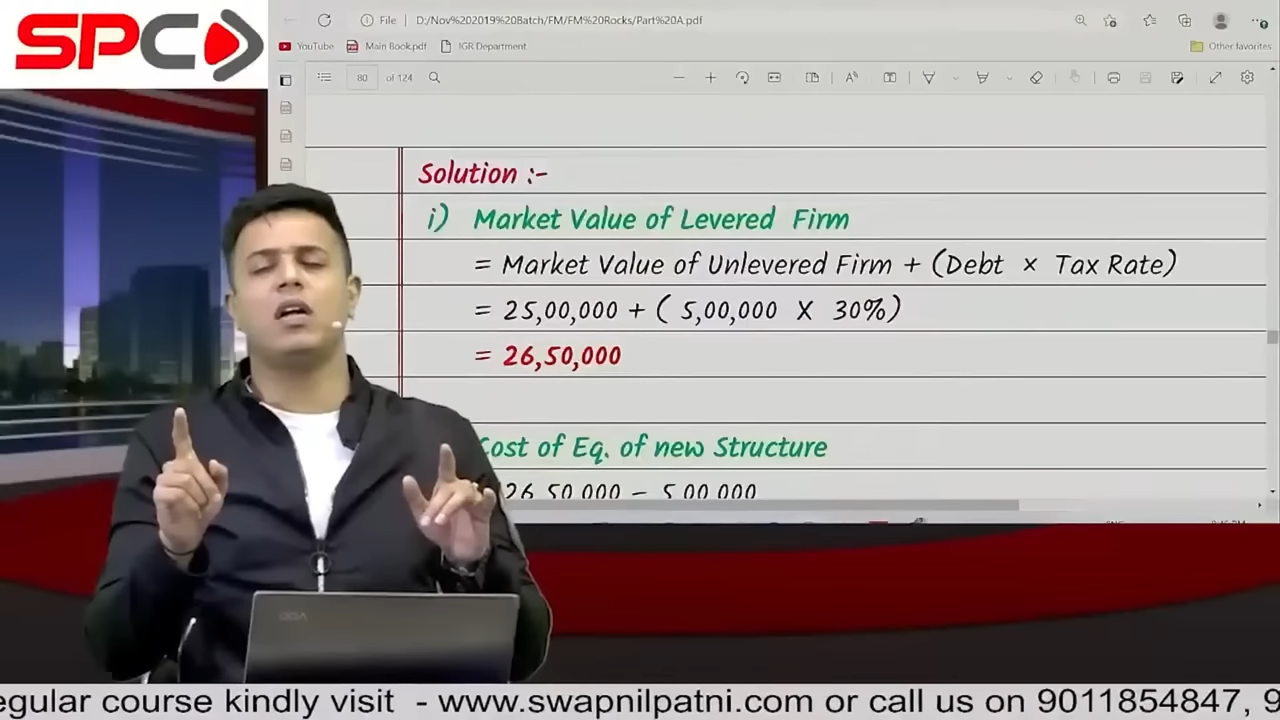 SPC
File D:/Nov%202019%20Batch/FM/FM%20Rocks/Part%20A.pdf
YouTube Main Book.pdf IGR Department Other favorites
80 of 124
Solution :-
i) Market Value of Levered Firm
= Market Value of Unlevered Firm + (Debt × Tax Rate)
= 25,00,000 + ( 5,00,000 X 30%)
= 26,50,000
Cost of Eq. of new Structure
26,50,000 – 5,00,000
egular course kindly visit - www.swapnilpatni.com or call us on 9011854847, 9